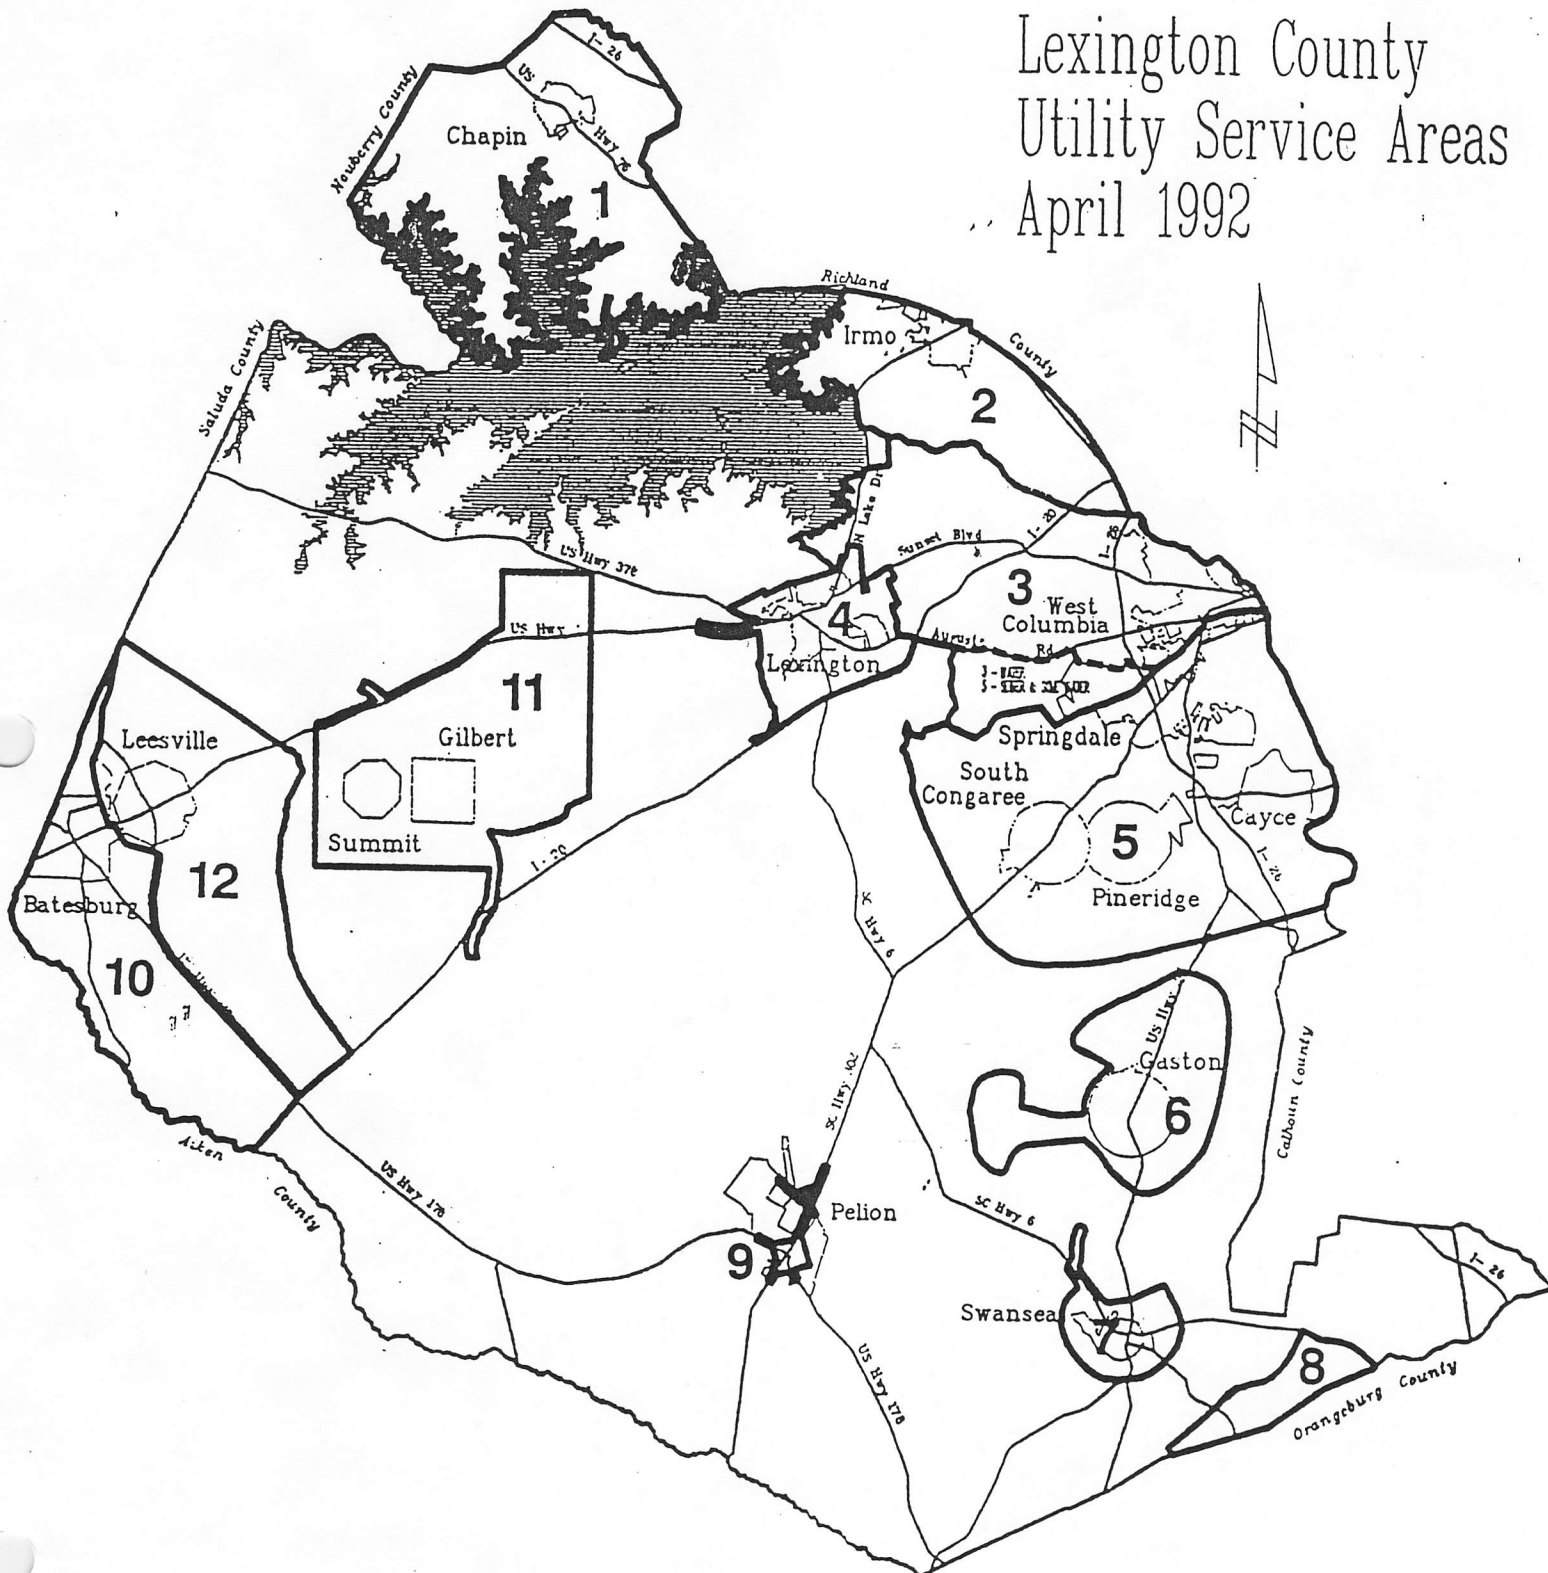 Lexington County
Utility Service Areas
April 1992
I- 26
US
Hwy 76
Newberry County
Chapin
1
Richland
County
Irmo
2
Saluda County
N Lake Dr
Sunset Blvd
I- 20
I- 26
US Hwy 378
3
West
Columbia
4
US Hwy
Augusta
Rd
Lexington
11
Leesville
Gilbert
Springdale
South
Congaree
Cayce
Summit
5
I- 20
I- 26
12
Pineridge
Batesburg
SC
Hwy 6
10
US Hwy
Gaston
6
Calhoun County
SC Hwy 302
Aiken
County
US Hwy 178
SC Hwy 6
Pelion
9
I- 26
Swansea
8
US Hwy 178
Orangeburg County